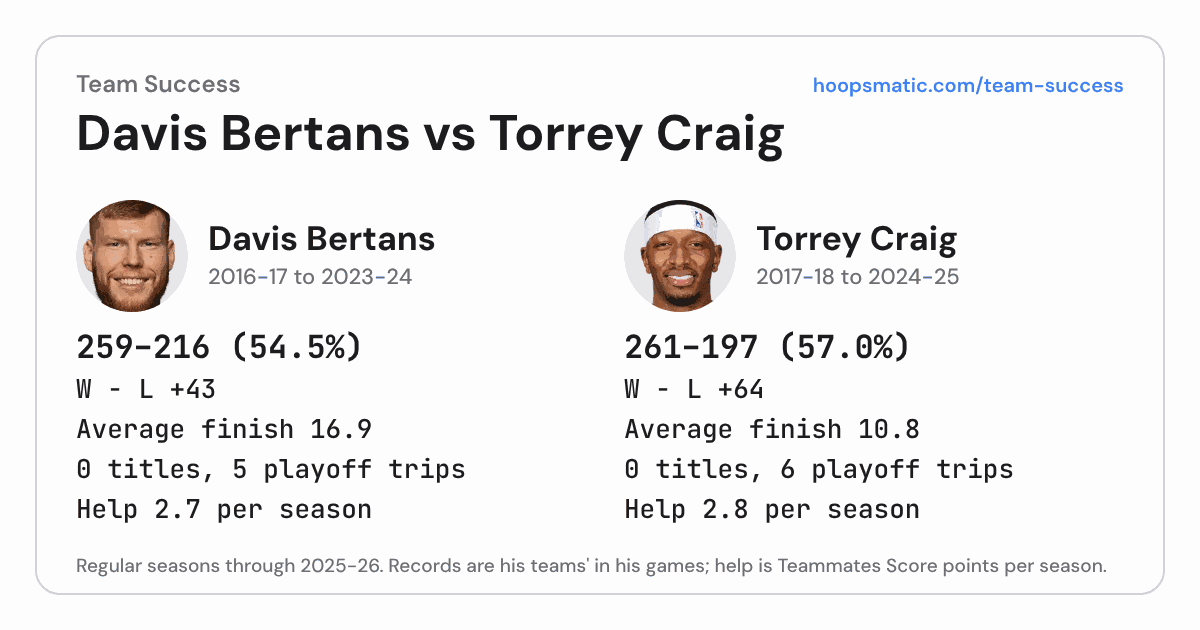 Team Success
hoopsmatic.com/team-success
Davis Bertans vs Torrey Craig
Davis Bertans
2016-17 to 2023-24
259-216 (54.5%)
W - L +43
Average finish 16.9
0 titles, 5 playoff trips
Help 2.7 per season
Torrey Craig
2017-18 to 2024-25
261-197 (57.0%)
W - L +64
Average finish 10.8
0 titles, 6 playoff trips
Help 2.8 per season
Regular seasons through 2025-26. Records are his teams' in his games; help is Teammates Score points per season.